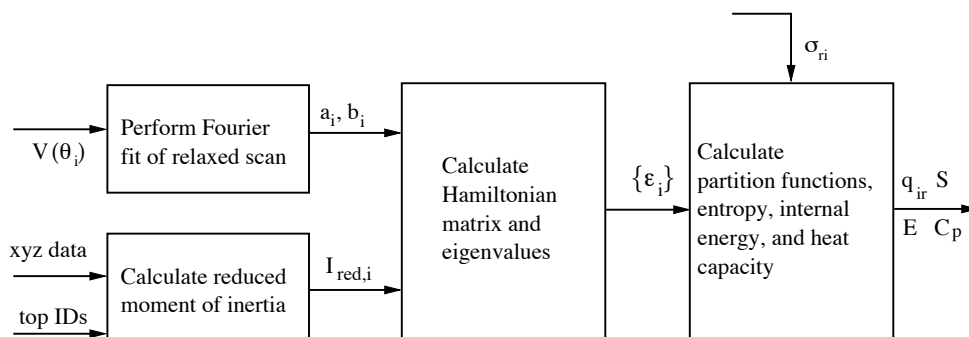 V(θi)
Perform Fourier
fit of relaxed scan
ai, bi
xyz data
top IDs
Calculate reduced
moment of inertia
Ired,i
Calculate
Hamiltonian
matrix and
eigenvalues
{εi}
σri
Calculate
partition functions,
entropy, internal
energy, and heat
capacity
qir S
E Cp